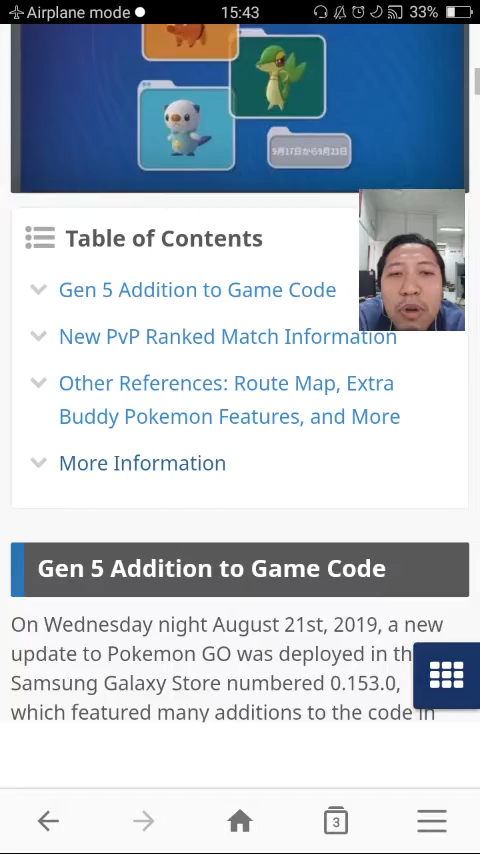 Airplane mode
15:43
33%
9月17日から9月23日
Table of Contents
Gen 5 Addition to Game Code
New PvP Ranked Match Information
Other References: Route Map, Extra
Buddy Pokemon Features, and More
More Information
Gen 5 Addition to Game Code
On Wednesday night August 21st, 2019, a new
update to Pokemon GO was deployed in th
Samsung Galaxy Store numbered 0.153.0,
which featured many additions to the code in
3